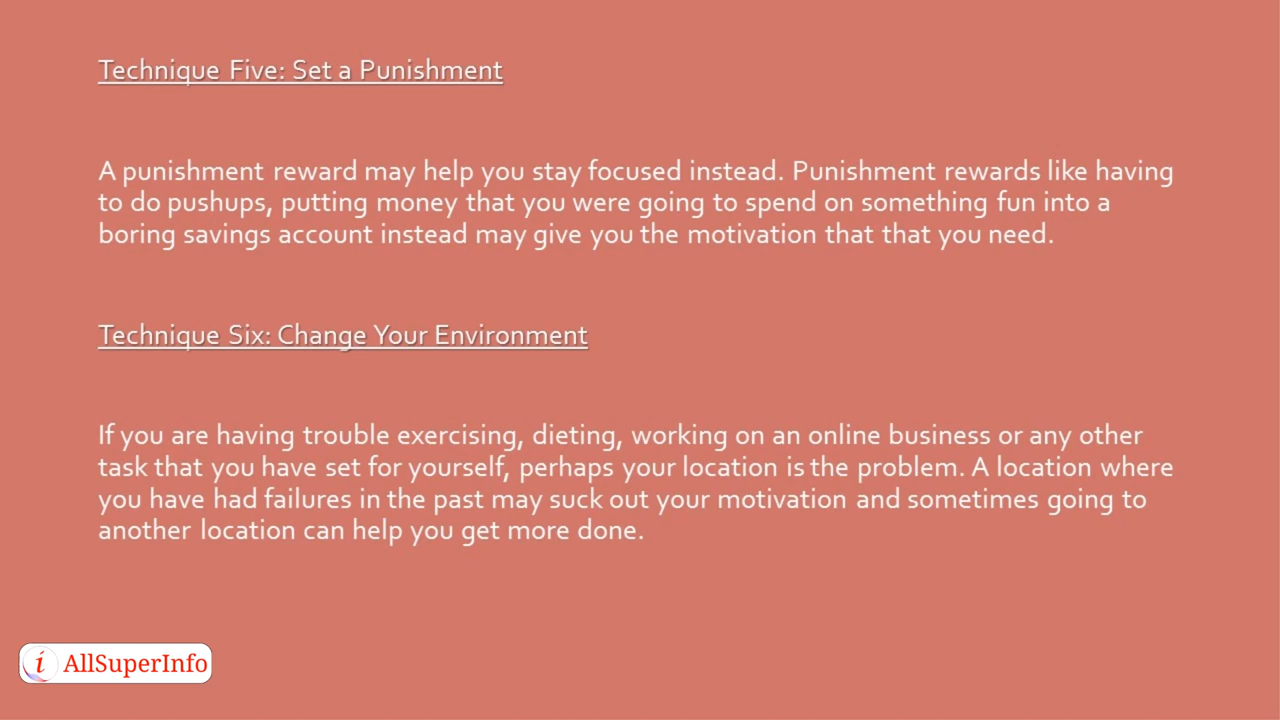 Technique Five: Set a Punishment
A punishment reward may help you stay focused instead. Punishment rewards like having
to do pushups, putting money that you were going to spend on something fun into a
boring savings account instead may give you the motivation that that you need.
Technique Six: Change Your Environment
If you are having trouble exercising, dieting, working on an online business or any other
task that you have set for yourself, perhaps your location is the problem. A location where
you have had failures in the past may suck out your motivation and sometimes going to
another location can help you get more done.
i AllSuperInfo